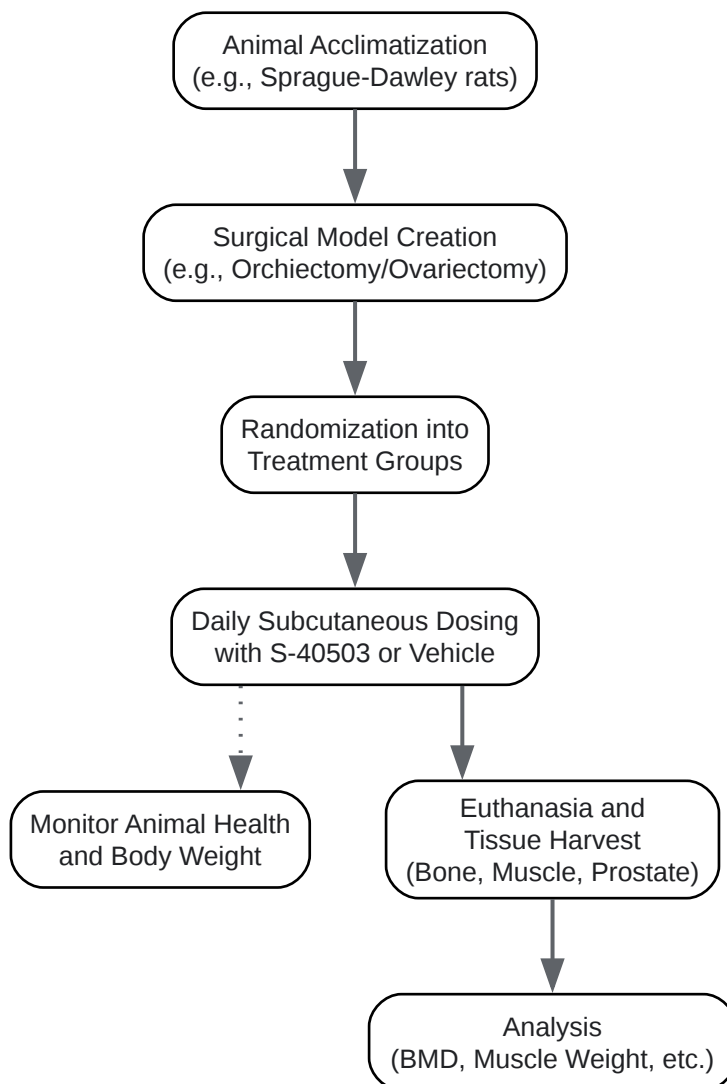 Animal Acclimatization
(e.g., Sprague-Dawley rats)
Surgical Model Creation
(e.g., Orchiectomy/Ovariectomy)
Randomization into
Treatment Groups
Daily Subcutaneous Dosing
with S-40503 or Vehicle
Monitor Animal Health
and Body Weight
Euthanasia and
Tissue Harvest
(Bone, Muscle, Prostate)
Analysis
(BMD, Muscle Weight, etc.)